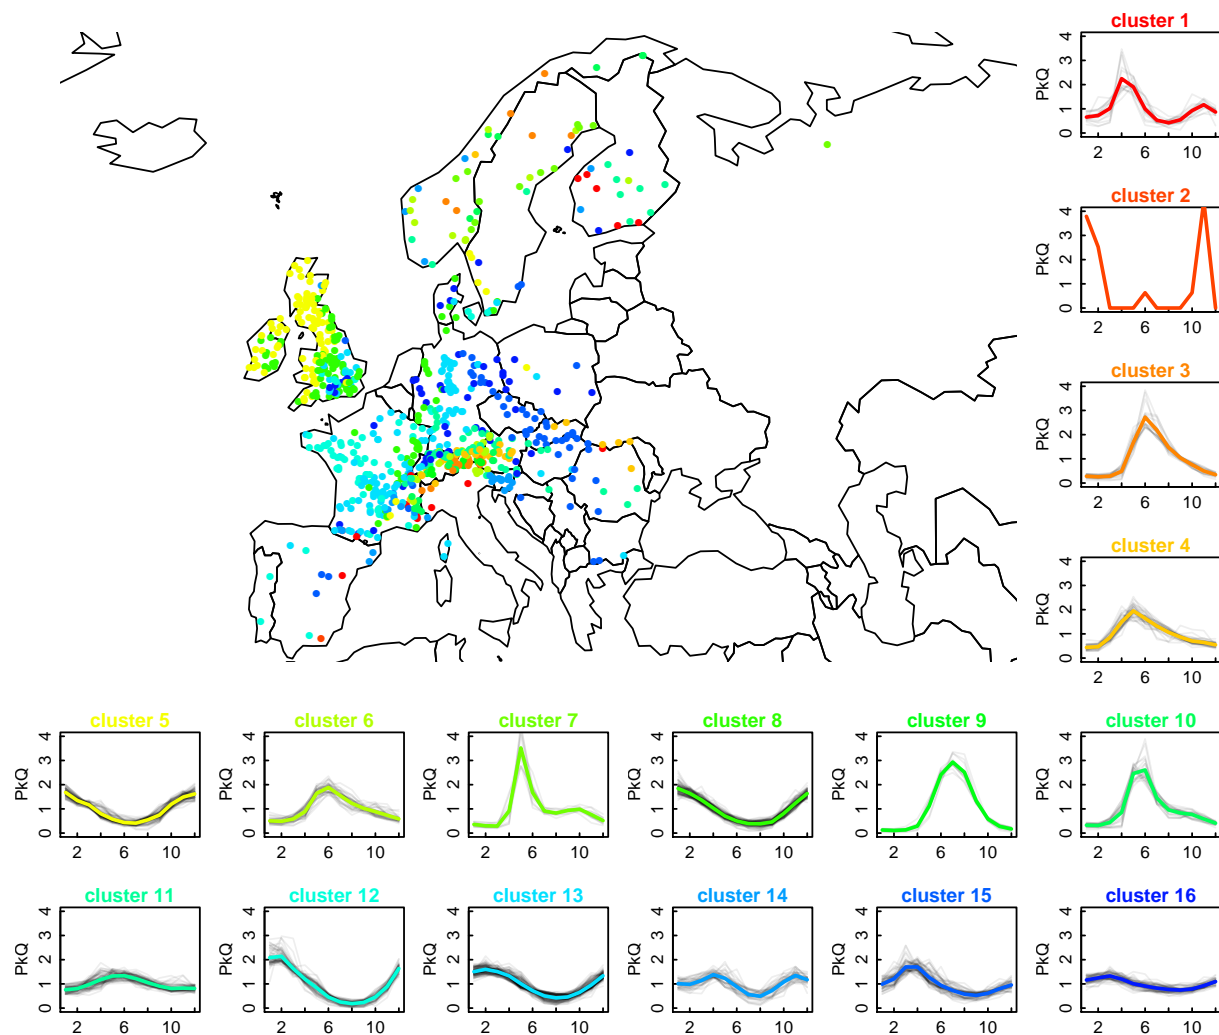 cluster 1
PkQ
0 1 2 3 4
2 6 10
cluster 2
PkQ
0 1 2 3 4
2 6 10
cluster 3
PkQ
0 1 2 3 4
2 6 10
cluster 4
PkQ
0 1 2 3 4
2 6 10
cluster 5
PkQ
0 1 2 3 4
2 6 10
cluster 6
PkQ
0 1 2 3 4
2 6 10
cluster 7
PkQ
0 1 2 3 4
2 6 10
cluster 8
PkQ
0 1 2 3 4
2 6 10
cluster 9
PkQ
0 1 2 3 4
2 6 10
cluster 10
PkQ
0 1 2 3 4
2 6 10
cluster 11
PkQ
0 1 2 3 4
2 6 10
cluster 12
PkQ
0 1 2 3 4
2 6 10
cluster 13
PkQ
0 1 2 3 4
2 6 10
cluster 14
PkQ
0 1 2 3 4
2 6 10
cluster 15
PkQ
0 1 2 3 4
2 6 10
cluster 16
PkQ
0 1 2 3 4
2 6 10